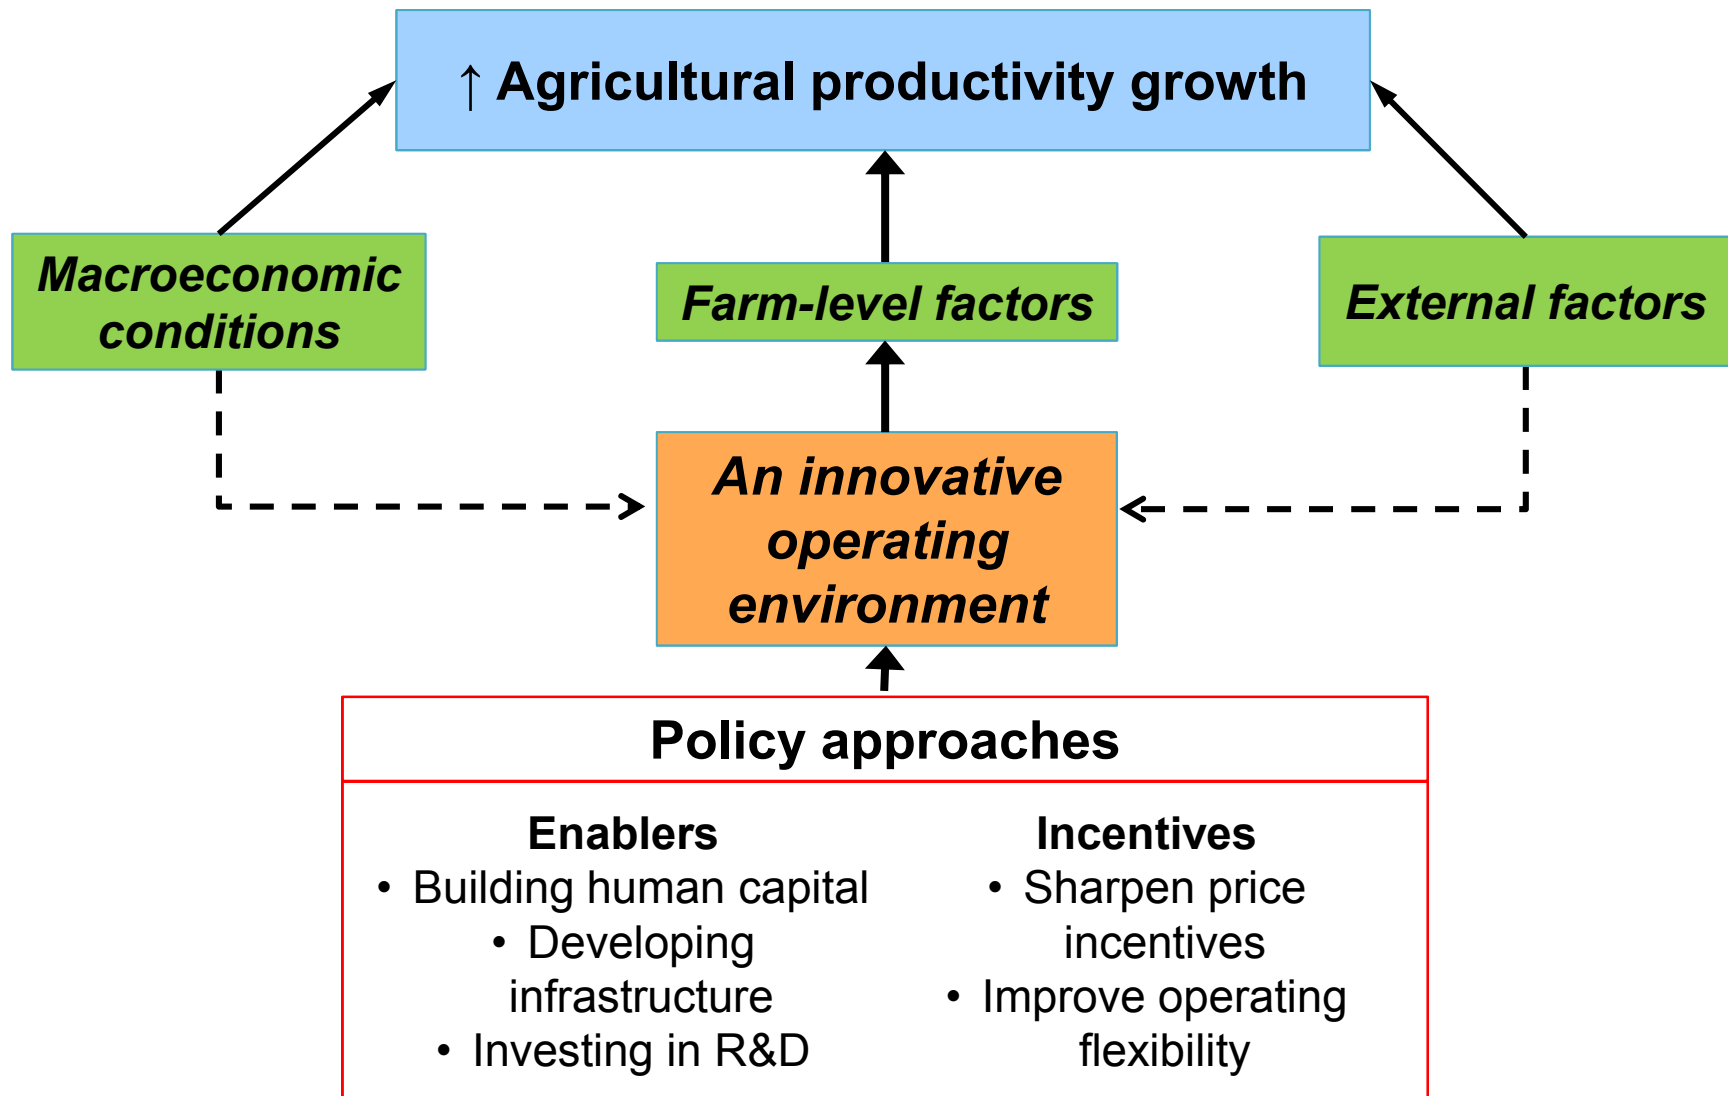 ↑ Agricultural productivity growth
Macroeconomic
conditions
Farm-level factors
External factors
An innovative
operating
environment
Policy approaches
Enablers
• Building human capital
• Developing
infrastructure
• Investing in R&D
Incentives
• Sharpen price
incentives
• Improve operating
flexibility